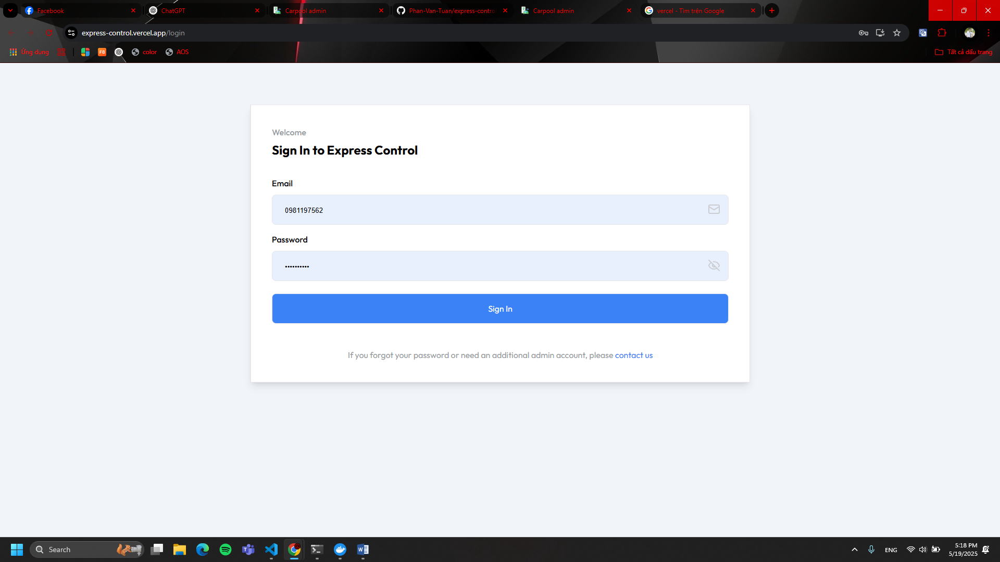 Facebook
ChatGPT
Carpool admin
Phan-Van-Tuan/express-contro
Carpool admin
vercel - Tìm trên Google
express-control.vercel.app/login
Ứng dụng
F8
color
AOS
Tất cả dấu trang
Welcome
Sign In to Express Control
Email
0981197562
Password
••••••••••
Sign In
If you forgot your password or need an additional admin account, please contact us
Search
ENG
5:18 PM
5/19/2025